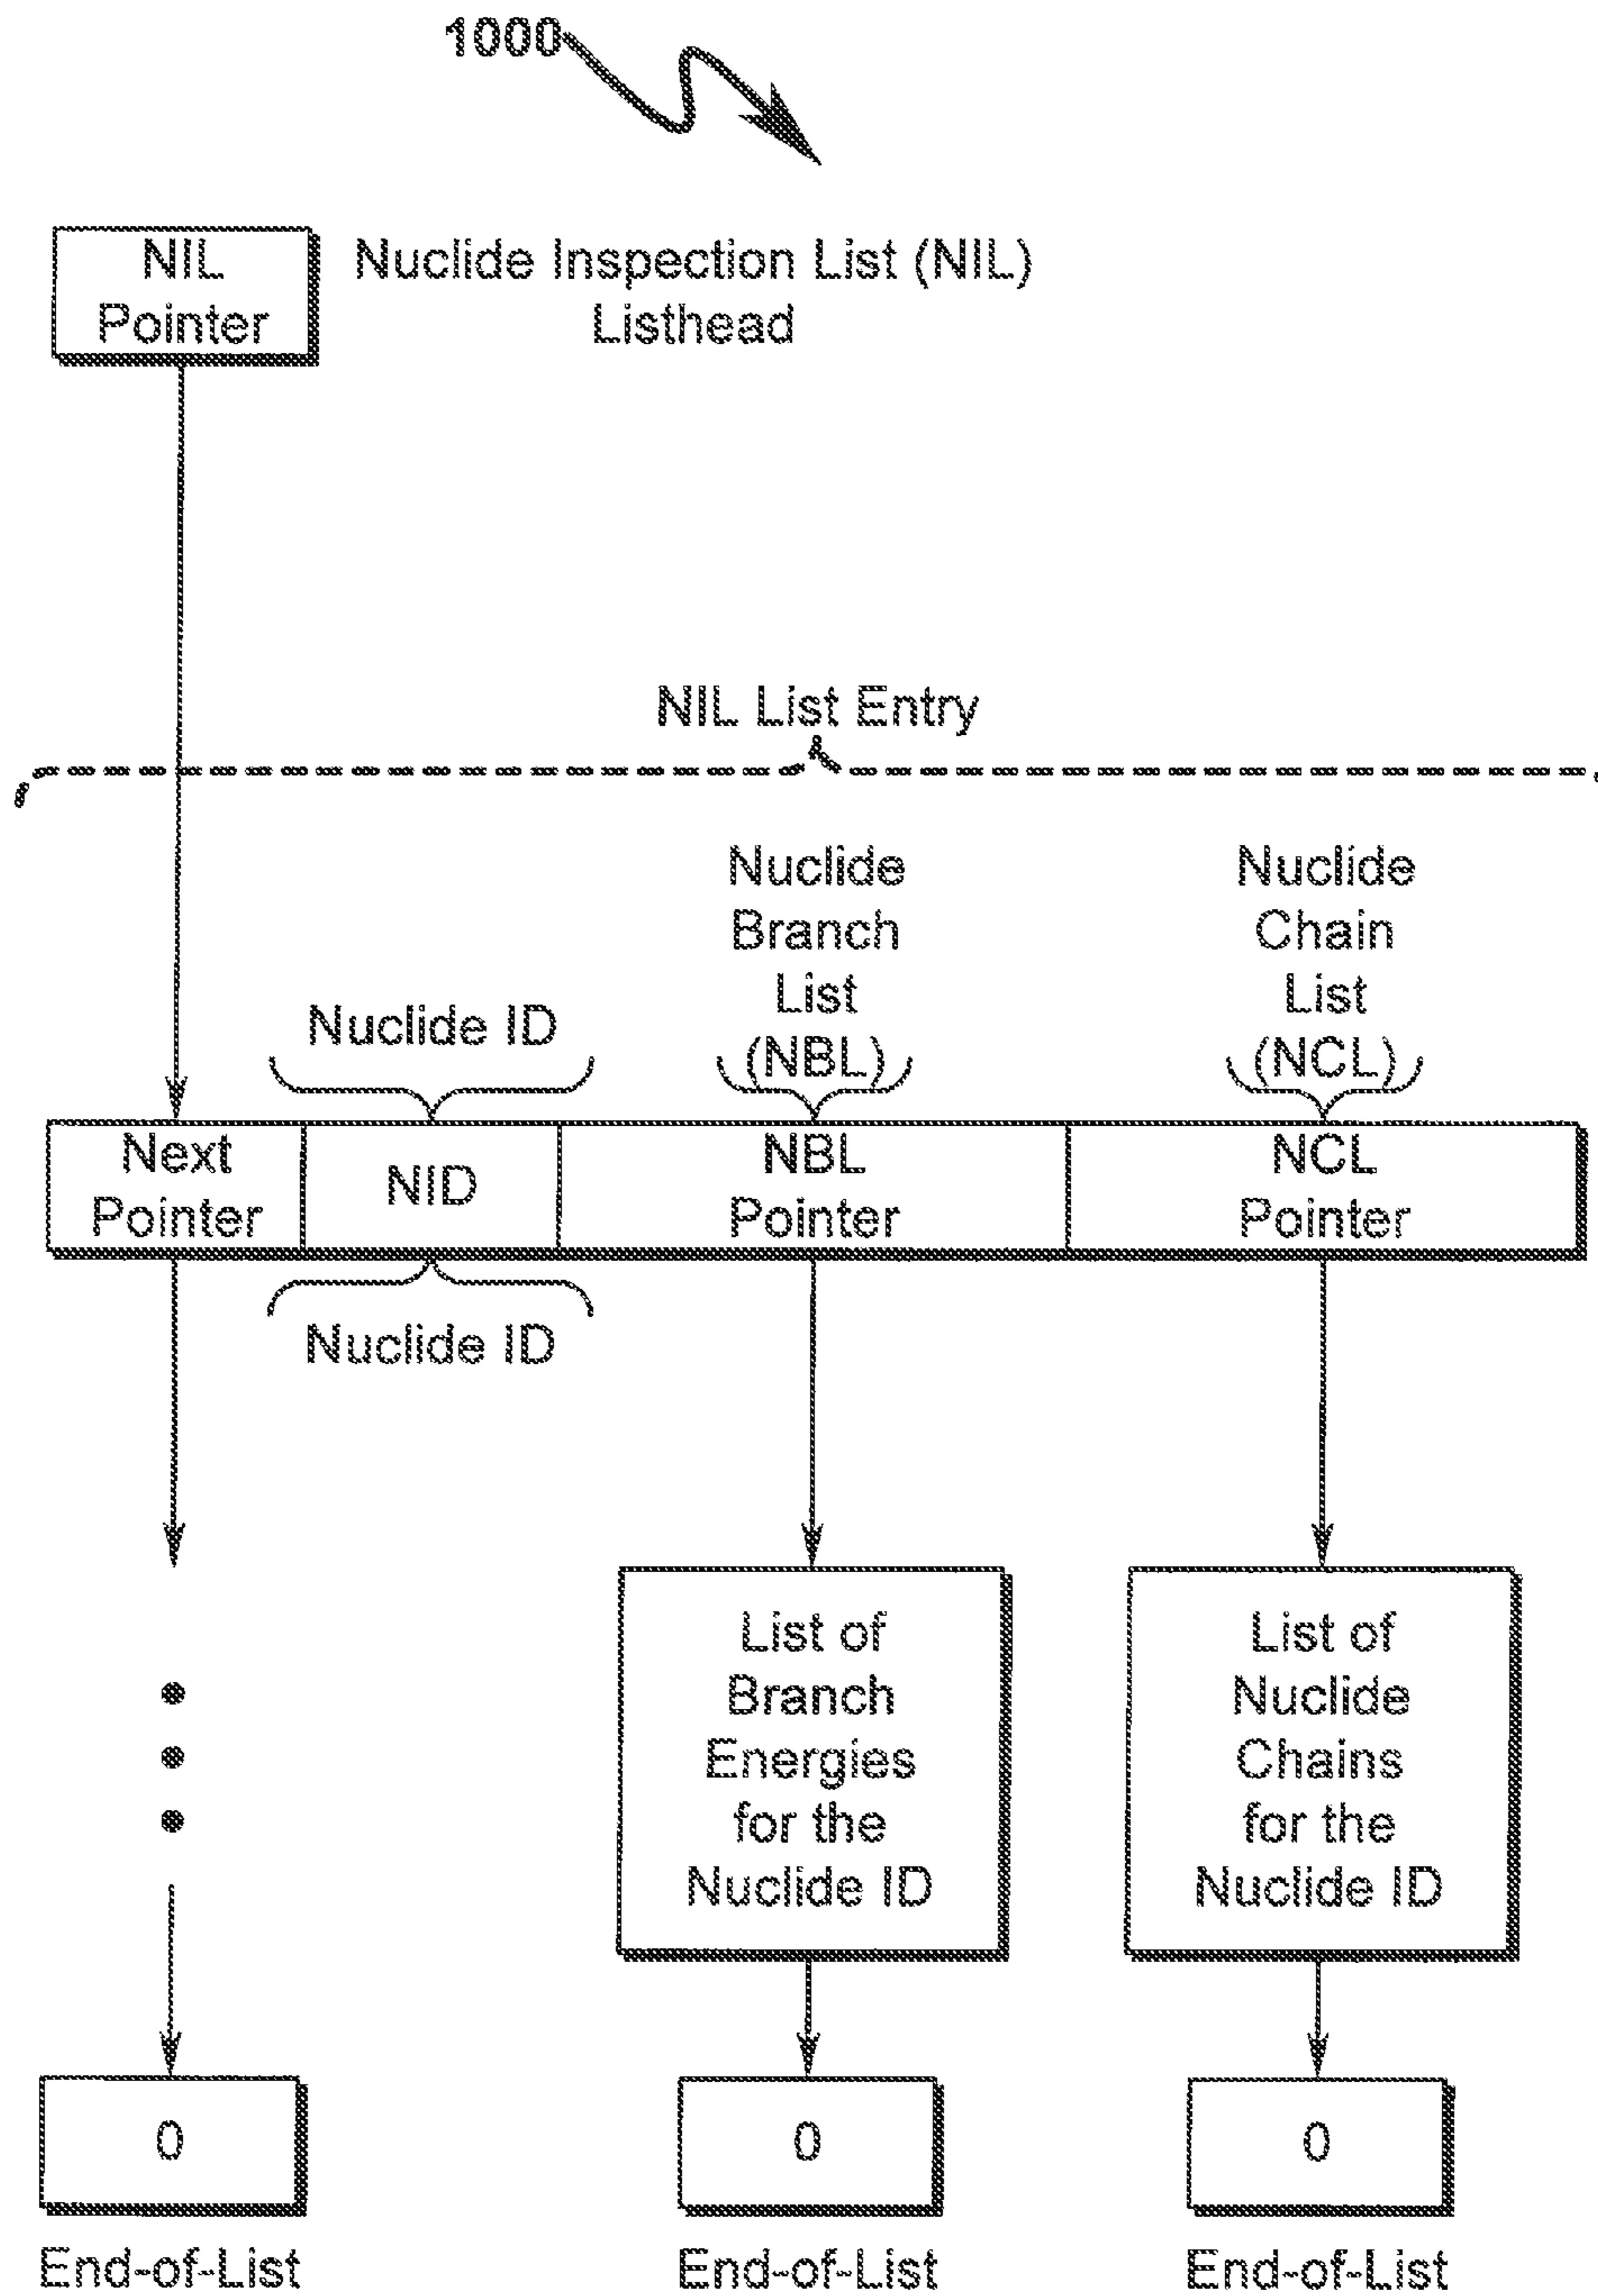 1000
NIL
Pointer
Nuclide Inspection List (NIL)
Listhead
NIL List Entry
Nuclide ID
Nuclide
Branch
List
(NBL)
Nuclide
Chain
List
(NCL)
Next
Pointer
NID
NBL
Pointer
NCL
Pointer
Nuclide ID
List of
Branch
Energies
for the
Nuclide ID
List of
Nuclide
Chains
for the
Nuclide ID
0
0
0
End-of-List
End-of-List
End-of-List